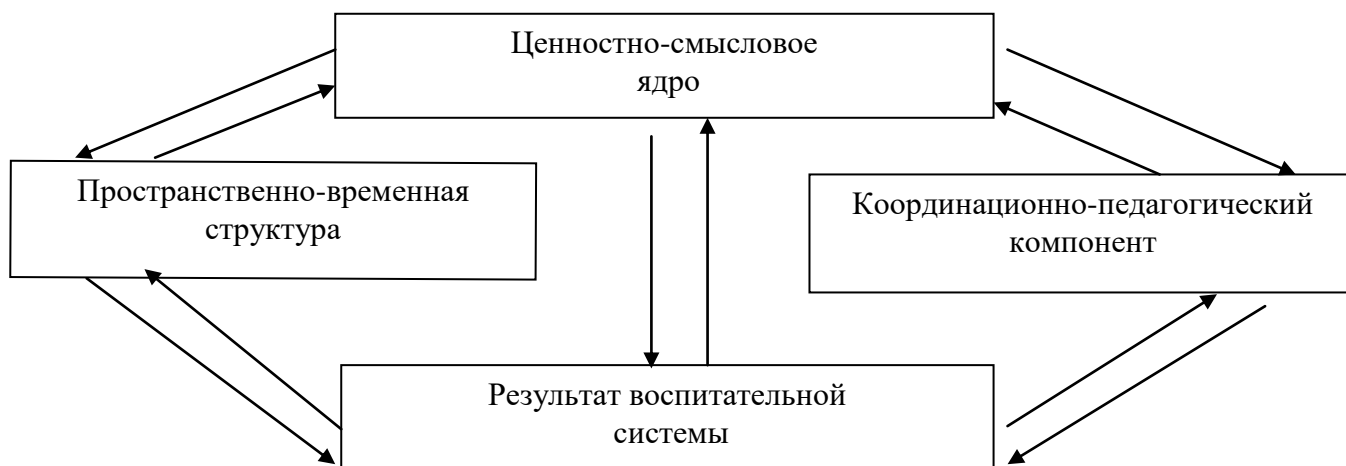 Ценностно-смысловое
ядро
Пространственно-временная
структура
Координационно-педагогический
компонент
Результат воспитательной
системы